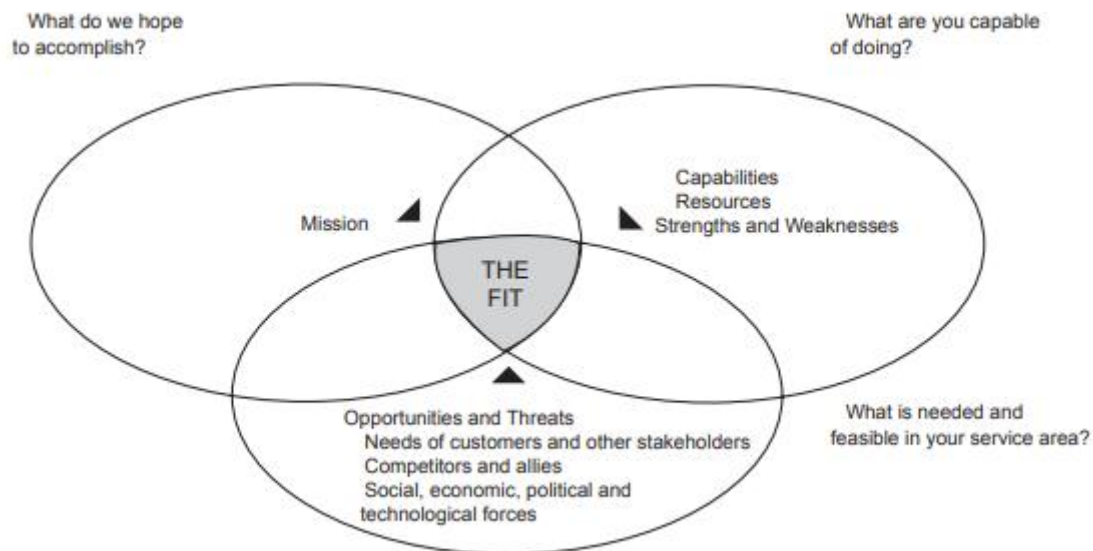 What do we hope
to accomplish?
What are you capable
of doing?
Mission
Capabilities
Resources
Strengths and Weaknesses
THE
FIT
What is needed and
feasible in your service area?
Opportunities and Threats
Needs of customers and other stakeholders
Competitors and allies
Social, economic, political and
technological forces